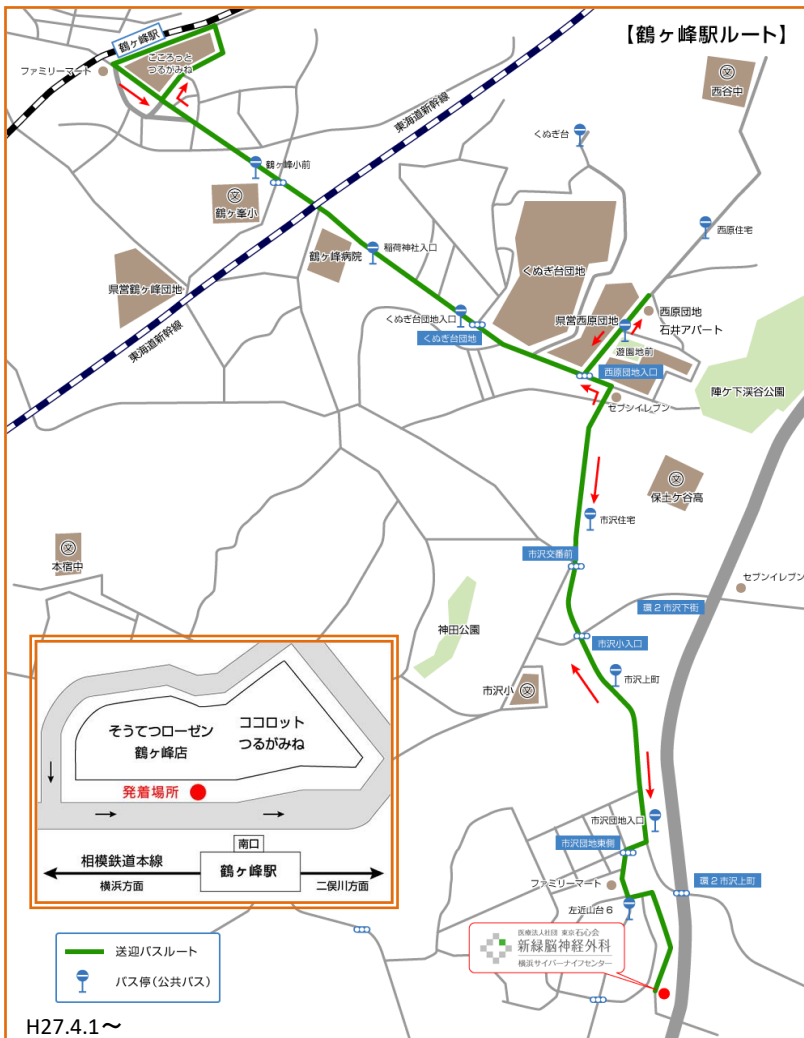 【鶴ヶ峰駅ルート】
鶴ヶ峰駅
ファミリーマート
こころっと
つるがみね
文
西谷中
東海道新幹線
くぬぎ台
鶴ヶ峰小前
文
鶴ヶ峯小
西原住宅
稲荷神社入口
鶴ヶ峰病院
くぬぎ台団地
県営鶴ヶ峰団地
くぬぎ台団地入口
県営西原団地
西原団地
石井アパート
東海道新幹線
くぬぎ台団地
遊園地前
西原団地入口
陣ケ下渓谷公園
セブンイレブン
文
保土ケ谷高
市沢住宅
文
本宿中
市沢交番前
セブンイレブン
環２市沢下街
神田公園
市沢小入口
市沢上町
市沢小
文
そうてつローゼン
鶴ヶ峰店
ココロット
つるがみね
発着場所
南口
相模鉄道本線
鶴ヶ峰駅
横浜方面
二俣川方面
市沢団地入口
市沢団地東側
ファミリーマート
環２市沢上町
左近山台６
医療法人社団 東京石心会
新緑脳神経外科
横浜サイバーナイフセンター
送迎バスルート
バス停(公共バス)
H27.4.1～